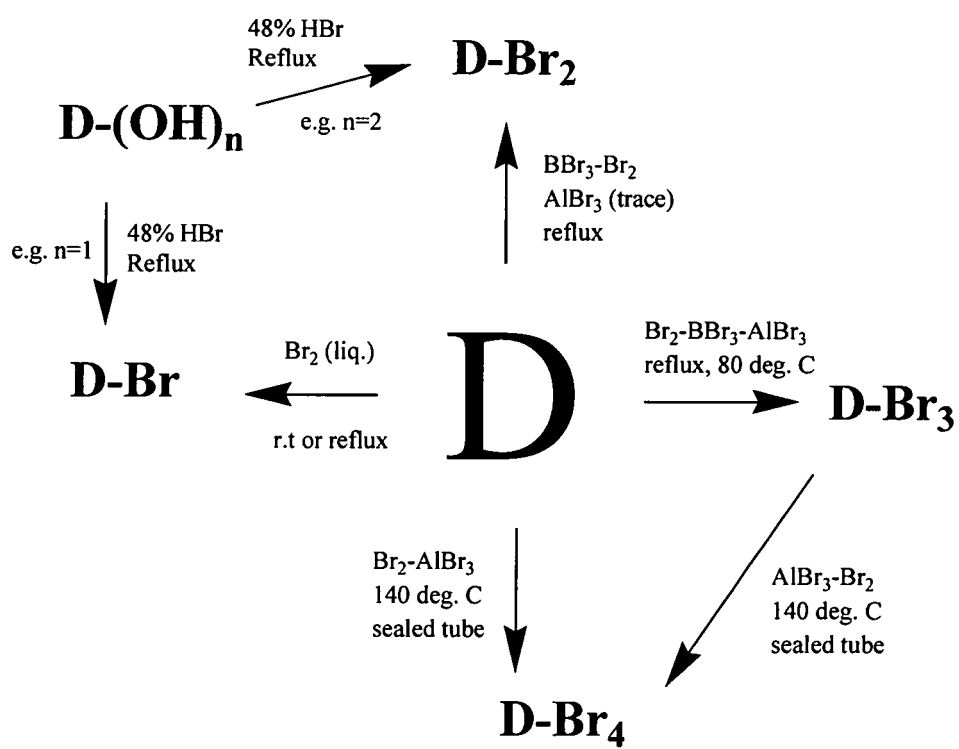 48% HBr
Reflux
D-Br₂
D-(OH)ₙ
e.g. n=2
BBr₃-Br₂
AlBr₃ (trace)
reflux
e.g. n=1
48% HBr
Reflux
D-Br
Br₂ (liq.)
r.t or reflux
D
Br₂-BBr₃-AlBr₃
reflux, 80 deg. C
D-Br₃
Br₂-AlBr₃
140 deg. C
sealed tube
AlBr₃-Br₂
140 deg. C
sealed tube
D-Br₄